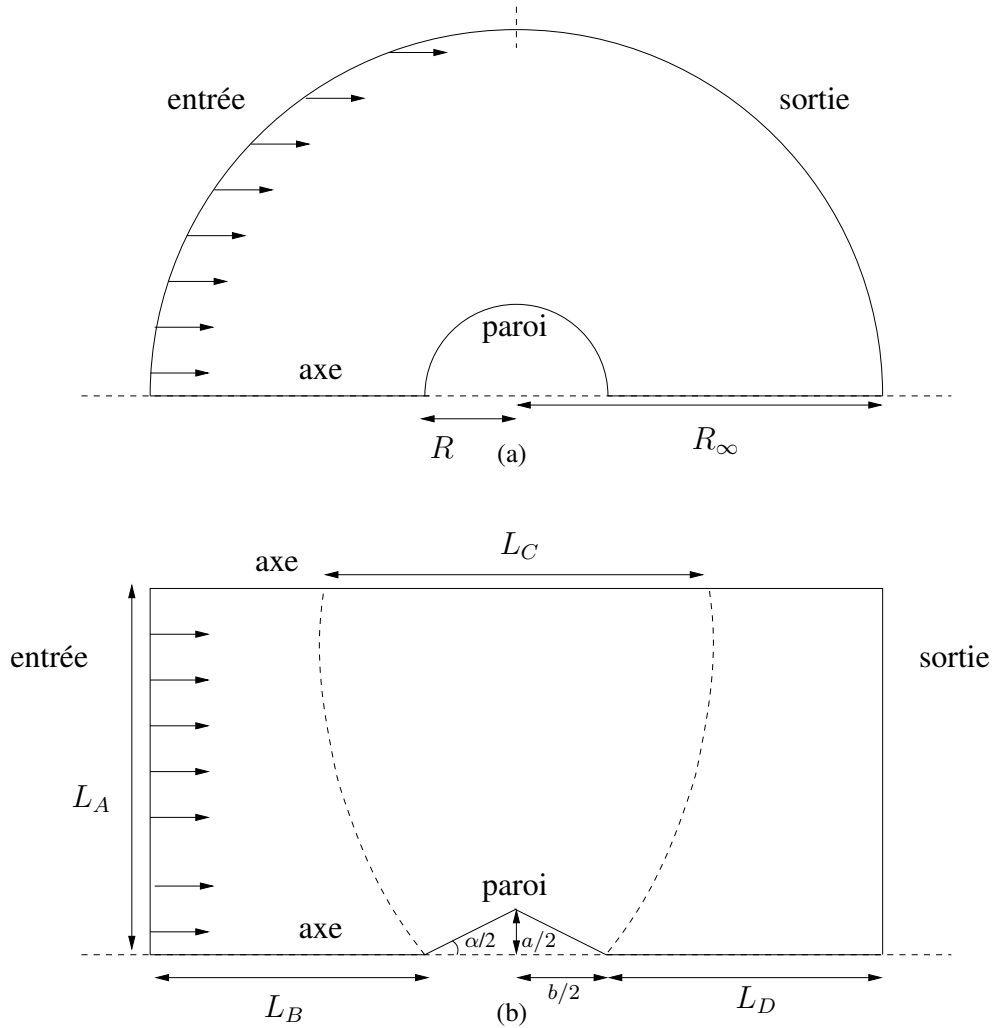 entrée
sortie
paroi
axe
R
R∞
(a)
L_C
axe
entrée
sortie
L_A
paroi
axe
α/2
a/2
b/2
L_B
L_D
(b)